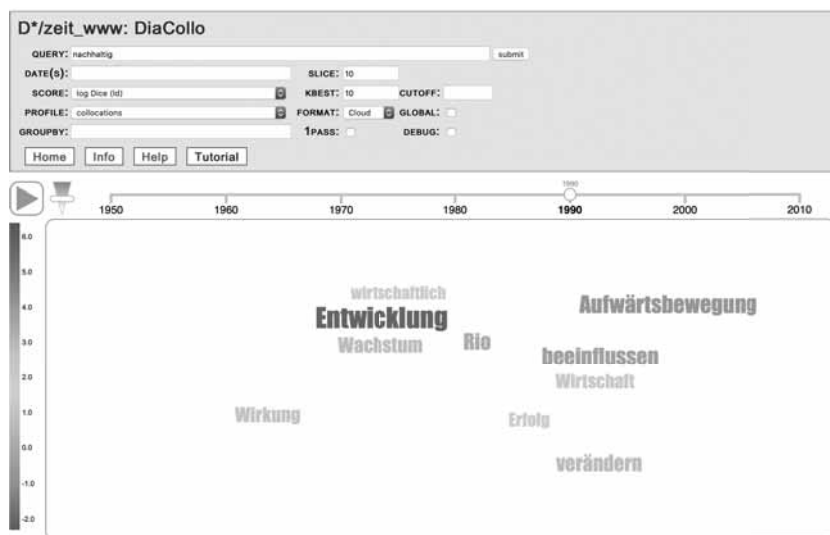 D*/zeit_www: DiaCollo
QUERY: nachhaltig submit
DATE(S): SLICE: 10
SCORE: log Dice (ld) KBEST: 10 CUTOFF:
PROFILE: collocations FORMAT: Cloud GLOBAL:
GROUPBY: 1PASS: DEBUG:
Home Info Help Tutorial
1990
1950 1960 1970 1980 1990 2000 2010
6.0
5.0
4.0
3.0
2.0
1.0
0.0
-1.0
-2.0
wirtschaftlich
Aufwärtsbewegung
Entwicklung
Wachstum Rio
beeinflussen
Wirtschaft
Wirkung Erfolg
verändern